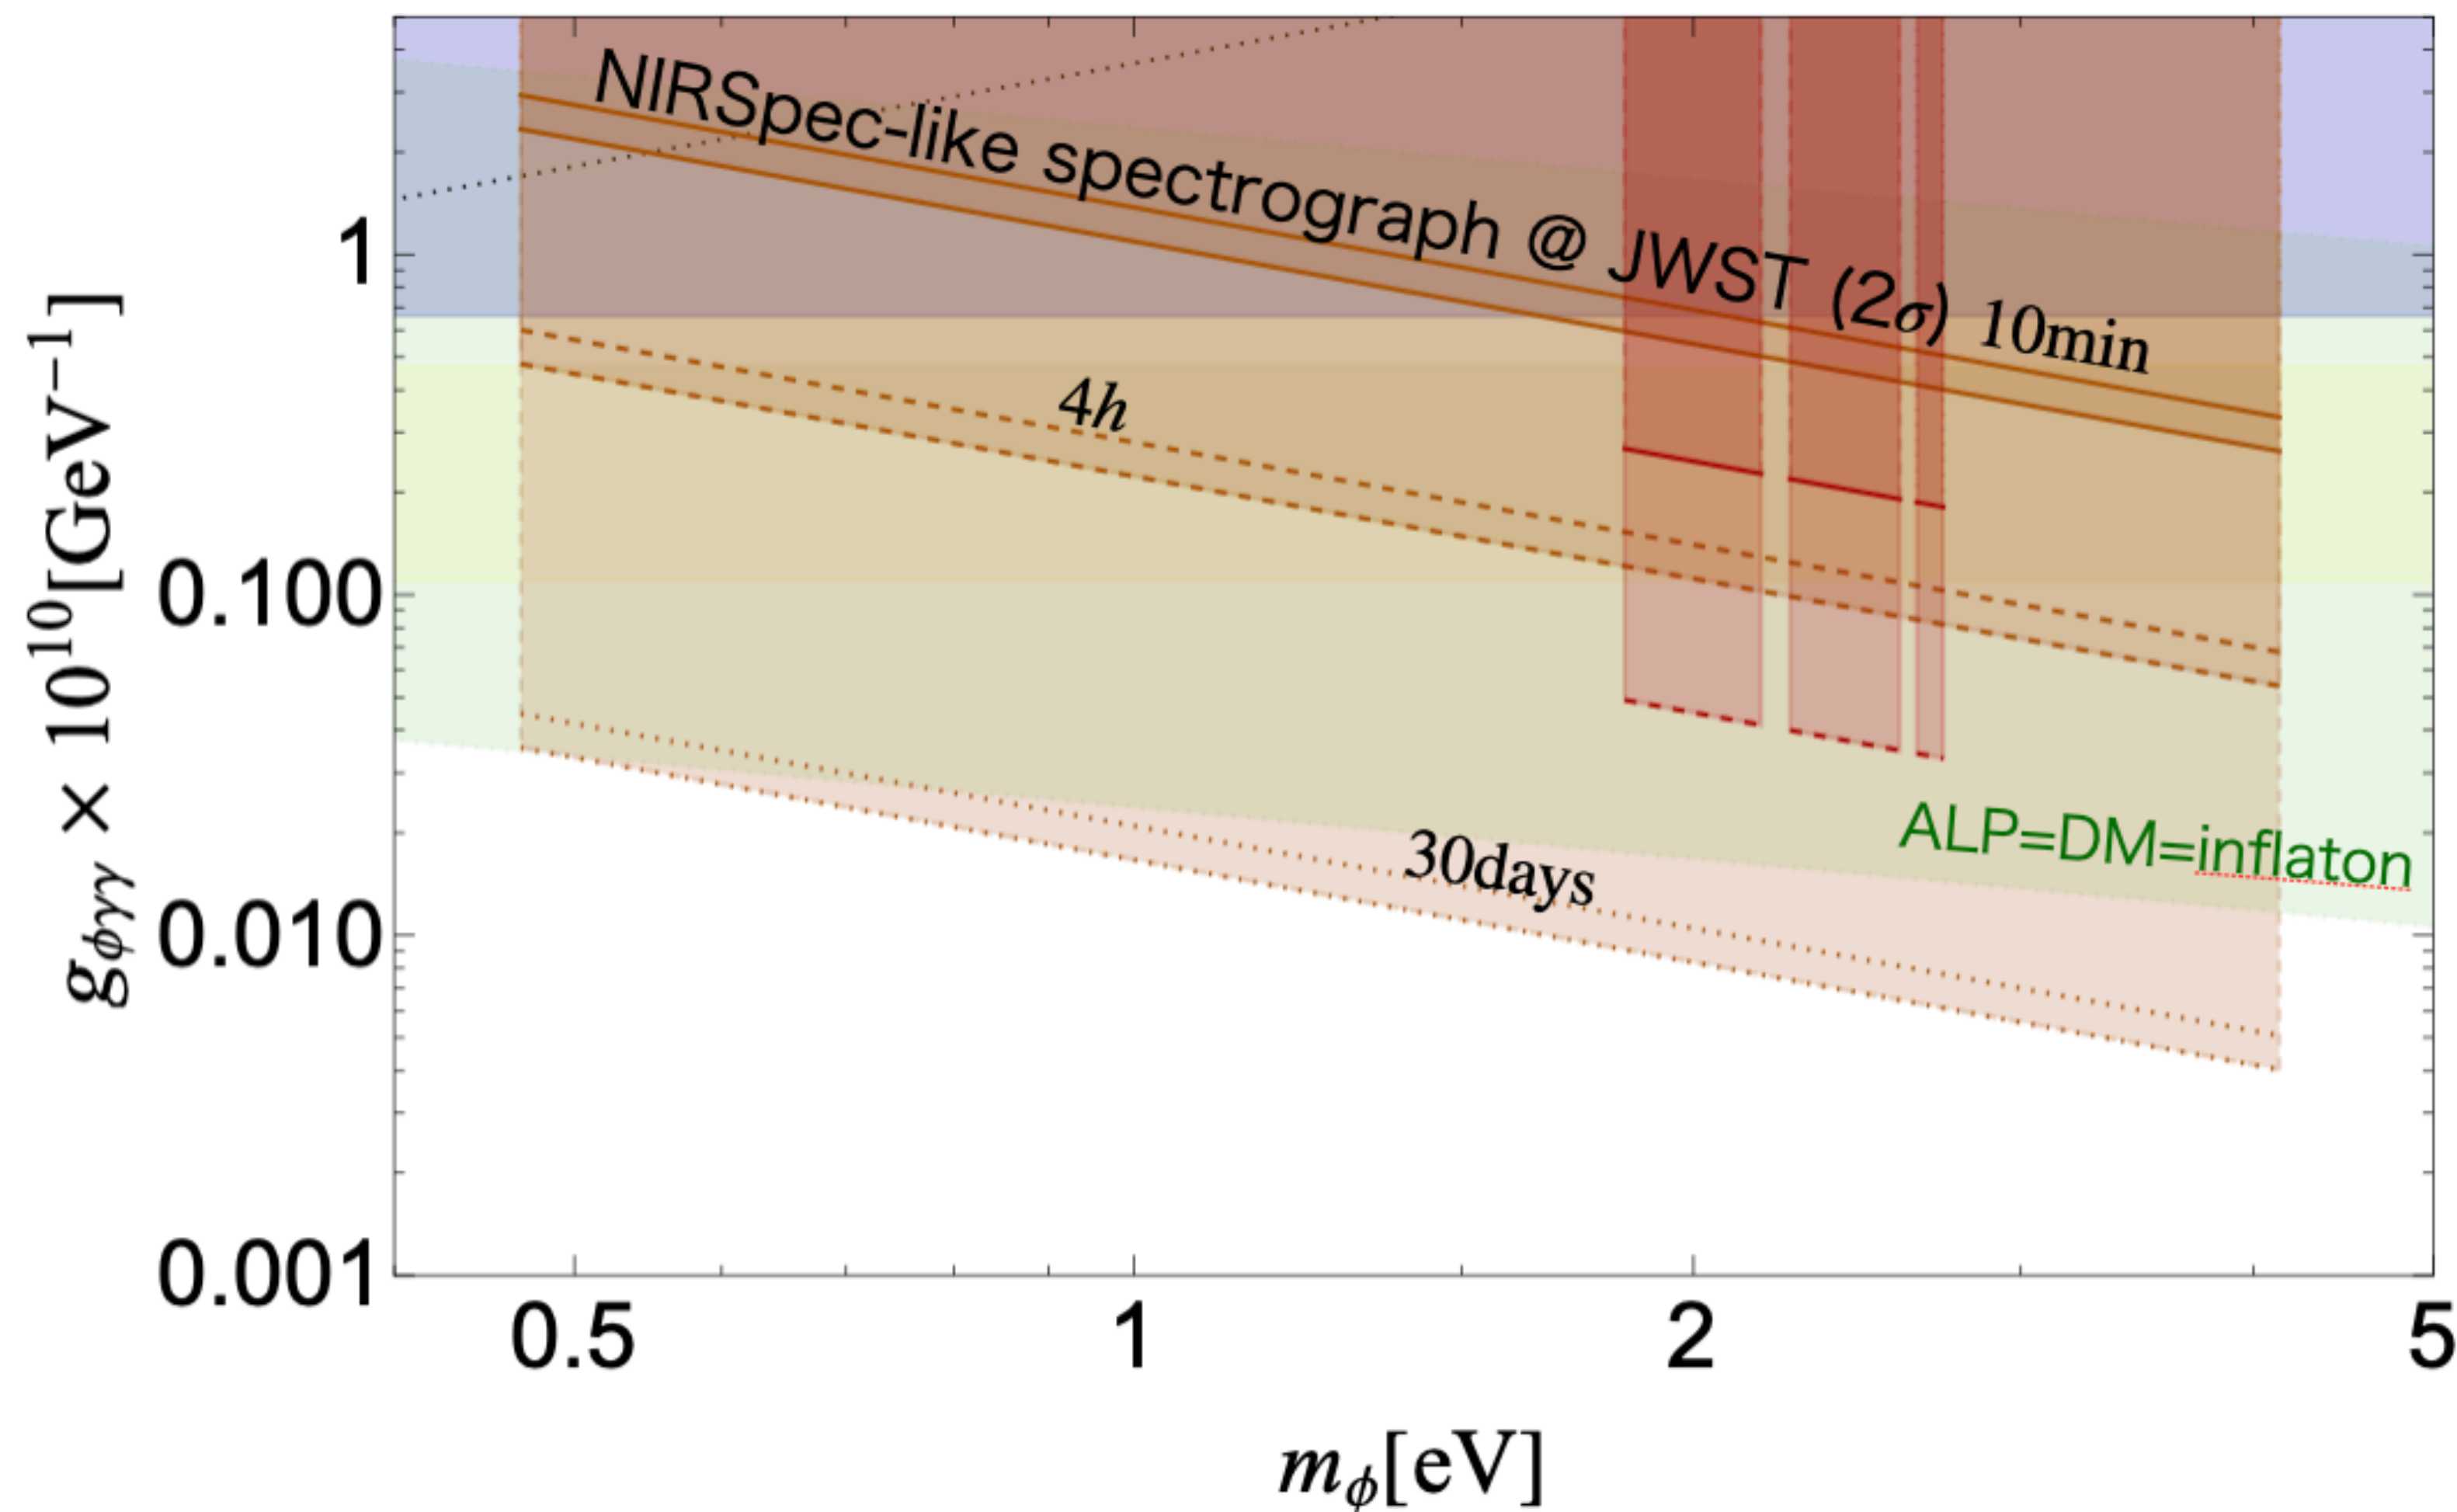 NIRSpec-like spectrograph @ JWST (2σ) 10min
4h
30days
ALP=DM=inflaton
g_{ϕγγ} × 10^{10}[GeV^{−1}]
1
0.100
0.010
0.001
0.5 1 2 5
m_ϕ[eV]